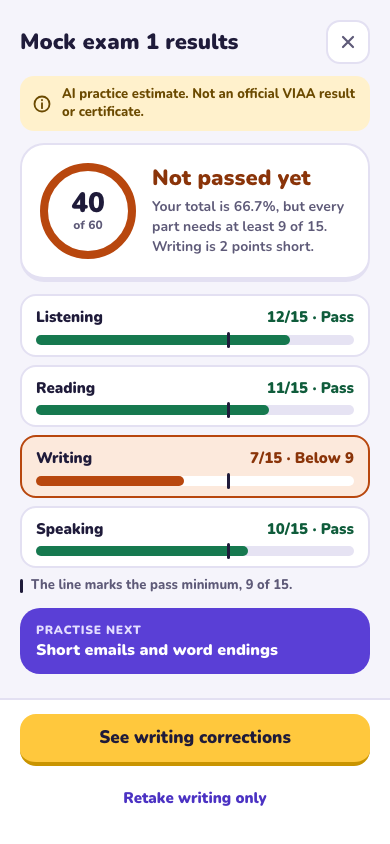 Mock exam 1 results
AI practice estimate. Not an official VIAA result
or certificate.
40
of 60
Not passed yet
Your total is 66.7%, but every
part needs at least 9 of 15.
Writing is 2 points short.
Listening 12/15 · Pass
Reading 11/15 · Pass
Writing 7/15 · Below 9
Speaking 10/15 · Pass
The line marks the pass minimum, 9 of 15.
PRACTISE NEXT
Short emails and word endings
See writing corrections
Retake writing only